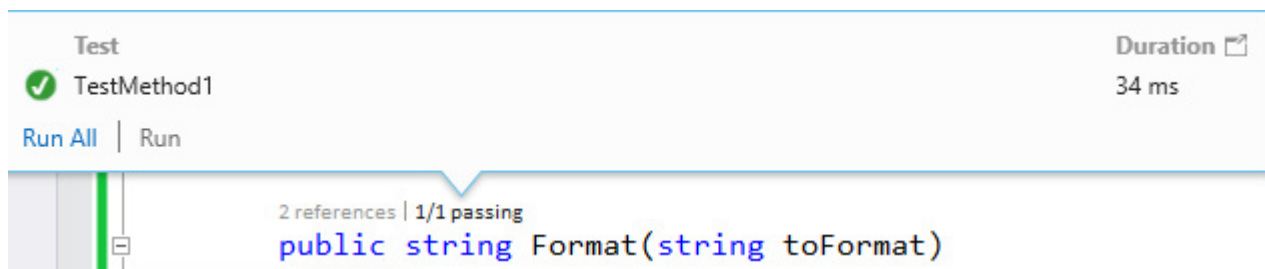 Test Duration
TestMethod1 34 ms
Run All | Run
2 references | 1/1 passing
public string Format(string toFormat)